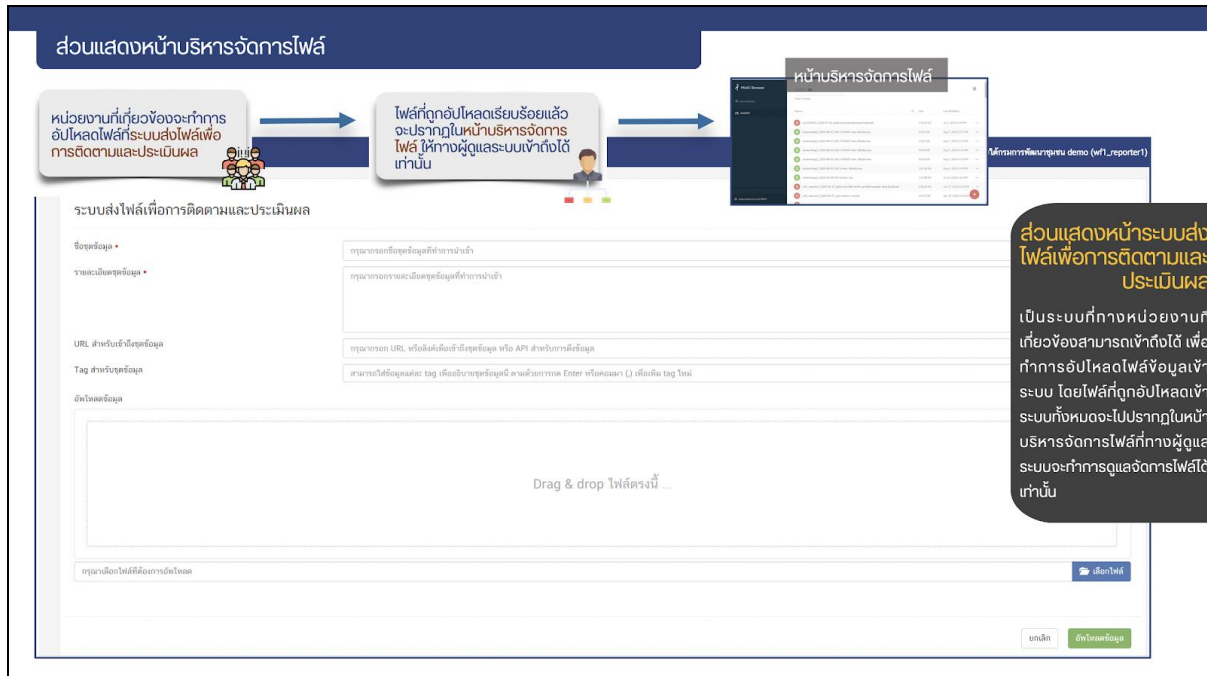 ส่วนแสดงหน้าบริหารจัดการไฟล์
หน่วยงานที่เกี่ยวข้องจะทำการ
อัปโหลดไฟล์ที่ระบบส่งไฟล์เพื่อ
การติดตามและประเมินผล
ไฟล์ที่ถูกอัปโหลดเรียบร้อยแล้ว
จะปรากฏในหน้าบริหารจัดการ
ไฟล์ ให้ทางผู้ดูแลระบบเข้าถึงได้
เท่านั้น
หน้าบริหารจัดการไฟล์
MinIO Browser
ใต้กรมการพัฒนาชุมชน demo (wf1_reporter1)
ระบบส่งไฟล์เพื่อการติดตามและประเมินผล
ชื่อชุดข้อมูล •
กรุณากรอกชื่อชุดข้อมูลที่ทำการนำเข้า
รายละเอียดชุดข้อมูล •
กรุณากรอกรายละเอียดชุดข้อมูลที่ทำการนำเข้า
URL สำหรับเข้าถึงชุดข้อมูล
กรุณากรอก URL หรือลิงค์เพื่อเข้าถึงชุดข้อมูล หรือ API สำหรับการดึงข้อมูล
Tag สำหรับชุดข้อมูล
สามารถใส่ข้อมูลแต่ละ tag เพื่ออธิบายชุดข้อมูลนี้ ตามด้วยการกด Enter หรือคอมมา (,) เพื่อเพิ่ม tag ใหม่
อัพโหลดข้อมูล
Drag & drop ไฟล์ตรงนี้ ...
กรุณาเลือกไฟล์ที่ต้องการอัพโหลด
เลือกไฟล์
ยกเลิก
อัพโหลดข้อมูล
ส่วนแสดงหน้าระบบส่ง
ไฟล์เพื่อการติดตามและ
ประเมินผล
เป็นระบบที่ทางหน่วยงานที่
เกี่ยวข้องสามารถเข้าถึงได้ เพื่อ
ทำการอัปโหลดไฟล์ข้อมูลเข้า
ระบบ โดยไฟล์ที่ถูกอัปโหลดเข้า
ระบบทั้งหมดจะไปปรากฏในหน้า
บริหารจัดการไฟล์ที่ทางผู้ดูแล
ระบบจะทำการดูแลจัดการไฟล์ได้
เท่านั้น